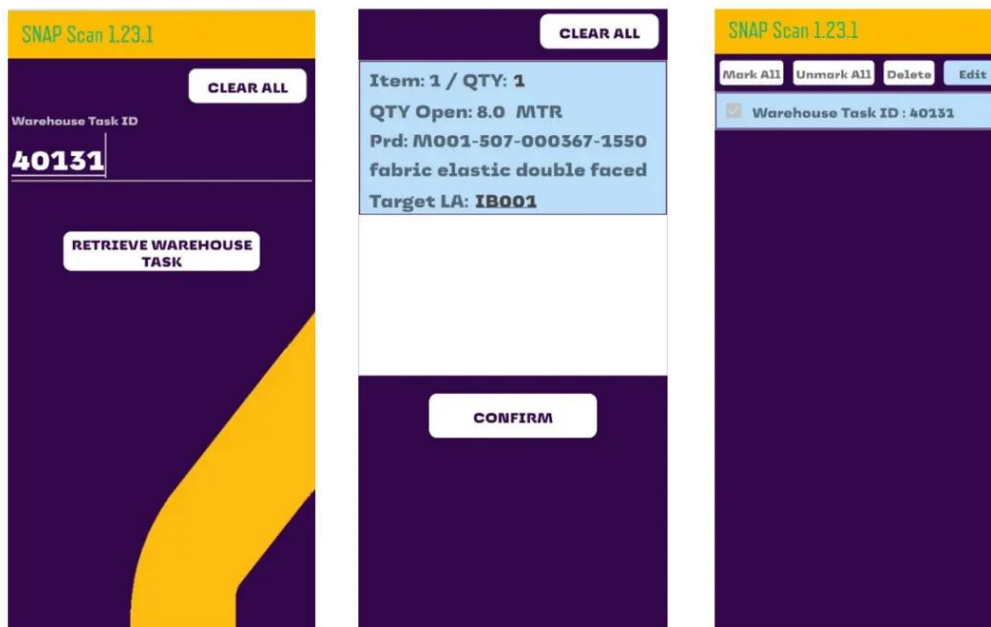 SNAP Scan 1.23.1
CLEAR ALL
Warehouse Task ID
40131
RETRIEVE WAREHOUSE
TASK
CLEAR ALL
Item: 1 / QTY: 1
QTY Open: 8.0 MTR
Prd: M001-507-000367-1550
fabric elastic double faced
Target LA: IB001
CONFIRM
SNAP Scan 1.23.1
Mark All Unmark All Delete Edit
Warehouse Task ID : 40131